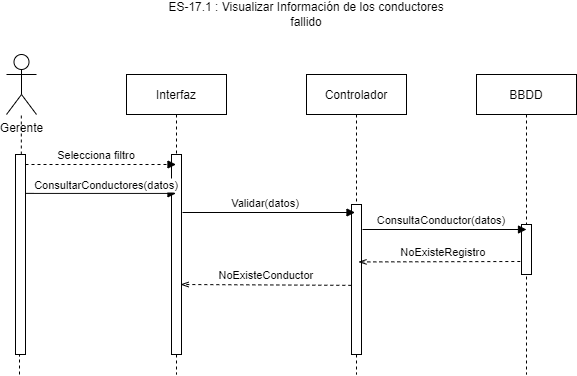 ES-17.1 : Visualizar Información de los conductores
fallido
Interfaz
Controlador
BBDD
Gerente
Selecciona filtro
ConsultarConductores(datos)
Validar(datos)
ConsultaConductor(datos)
NoExisteRegistro
NoExisteConductor